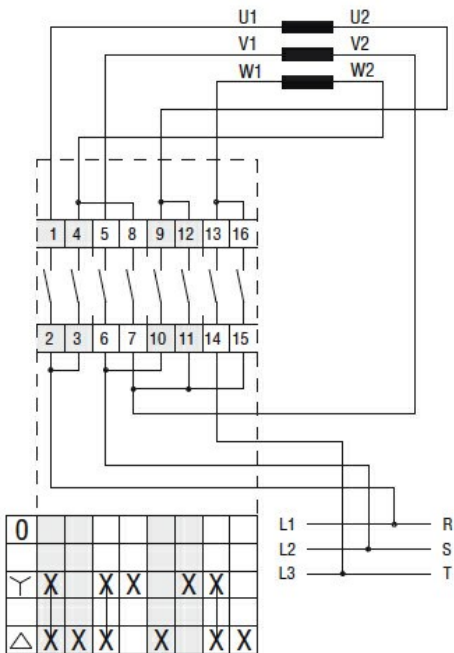 U1 U2
V1 V2
W1 W2
1 4 5 8 9 12 13 16
2 3 6 7 10 11 14 15
L1 R
L2 S
L3 T
0
Y X X X X X
△ X X X X X X